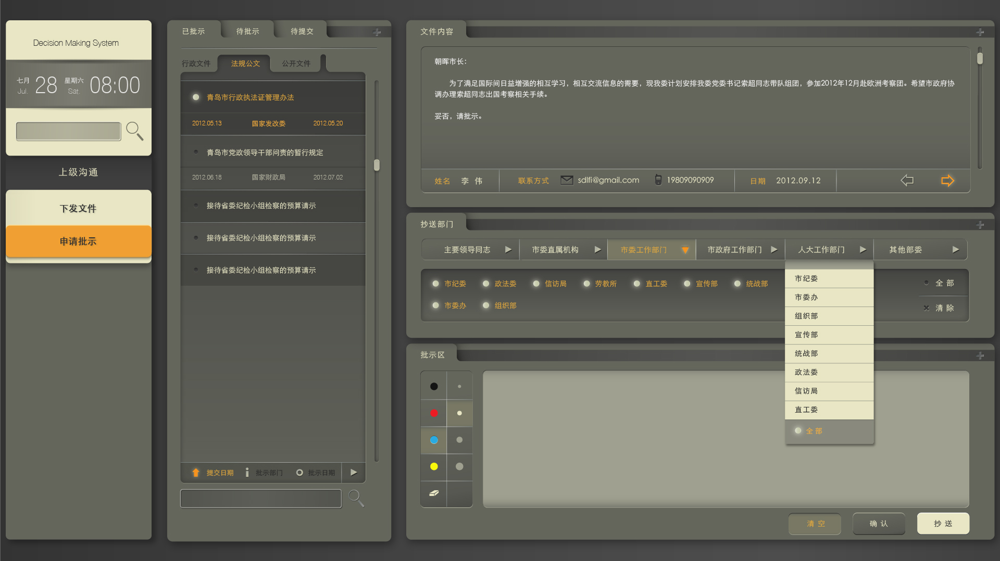 Decision Making System
七月 28 星期六 08:00
Jul. Sat.
上级沟通
下发文件
申请批示
已批示 待批示 待提交
行政文件 法规公文 公开文件
青岛市行政执法证管理办法
2012.05.13 国家发改委 2012.05.20
青岛市党政领导干部问责的暂行规定
2012.06.18 国家财政局 2012.07.02
接待省委纪检小组检察的预算请示
接待省委纪检小组检察的预算请示
接待省委纪检小组检察的预算请示
提交日期 批示部门 批示日期
文件内容
朝晖市长：
为了满足国际间日益增强的相互学习，相互交流信息的需要，现我委计划安排我委党委书记索超同志带队组团，参加2012年12月赴欧洲考察团。希望市政府协
调办理索超同志出国考察相关手续。
妥否，请批示。
姓名 李 伟 联系方式 sdlfi@gmail.com 19809090909 日期 2012.09.12
抄送部门
主要领导同志 市委直属机构 市委工作部门 市政府工作部门 人大工作部门 其他部委
市纪委 政法委 信访局 劳教所 直工委 宣传部 统战部
市委办 组织部
全 部
清 除
市纪委
市委办
组织部
宣传部
统战部
政法委
信访局
直工委
全 部
批示区
清 空 确 认 抄 送